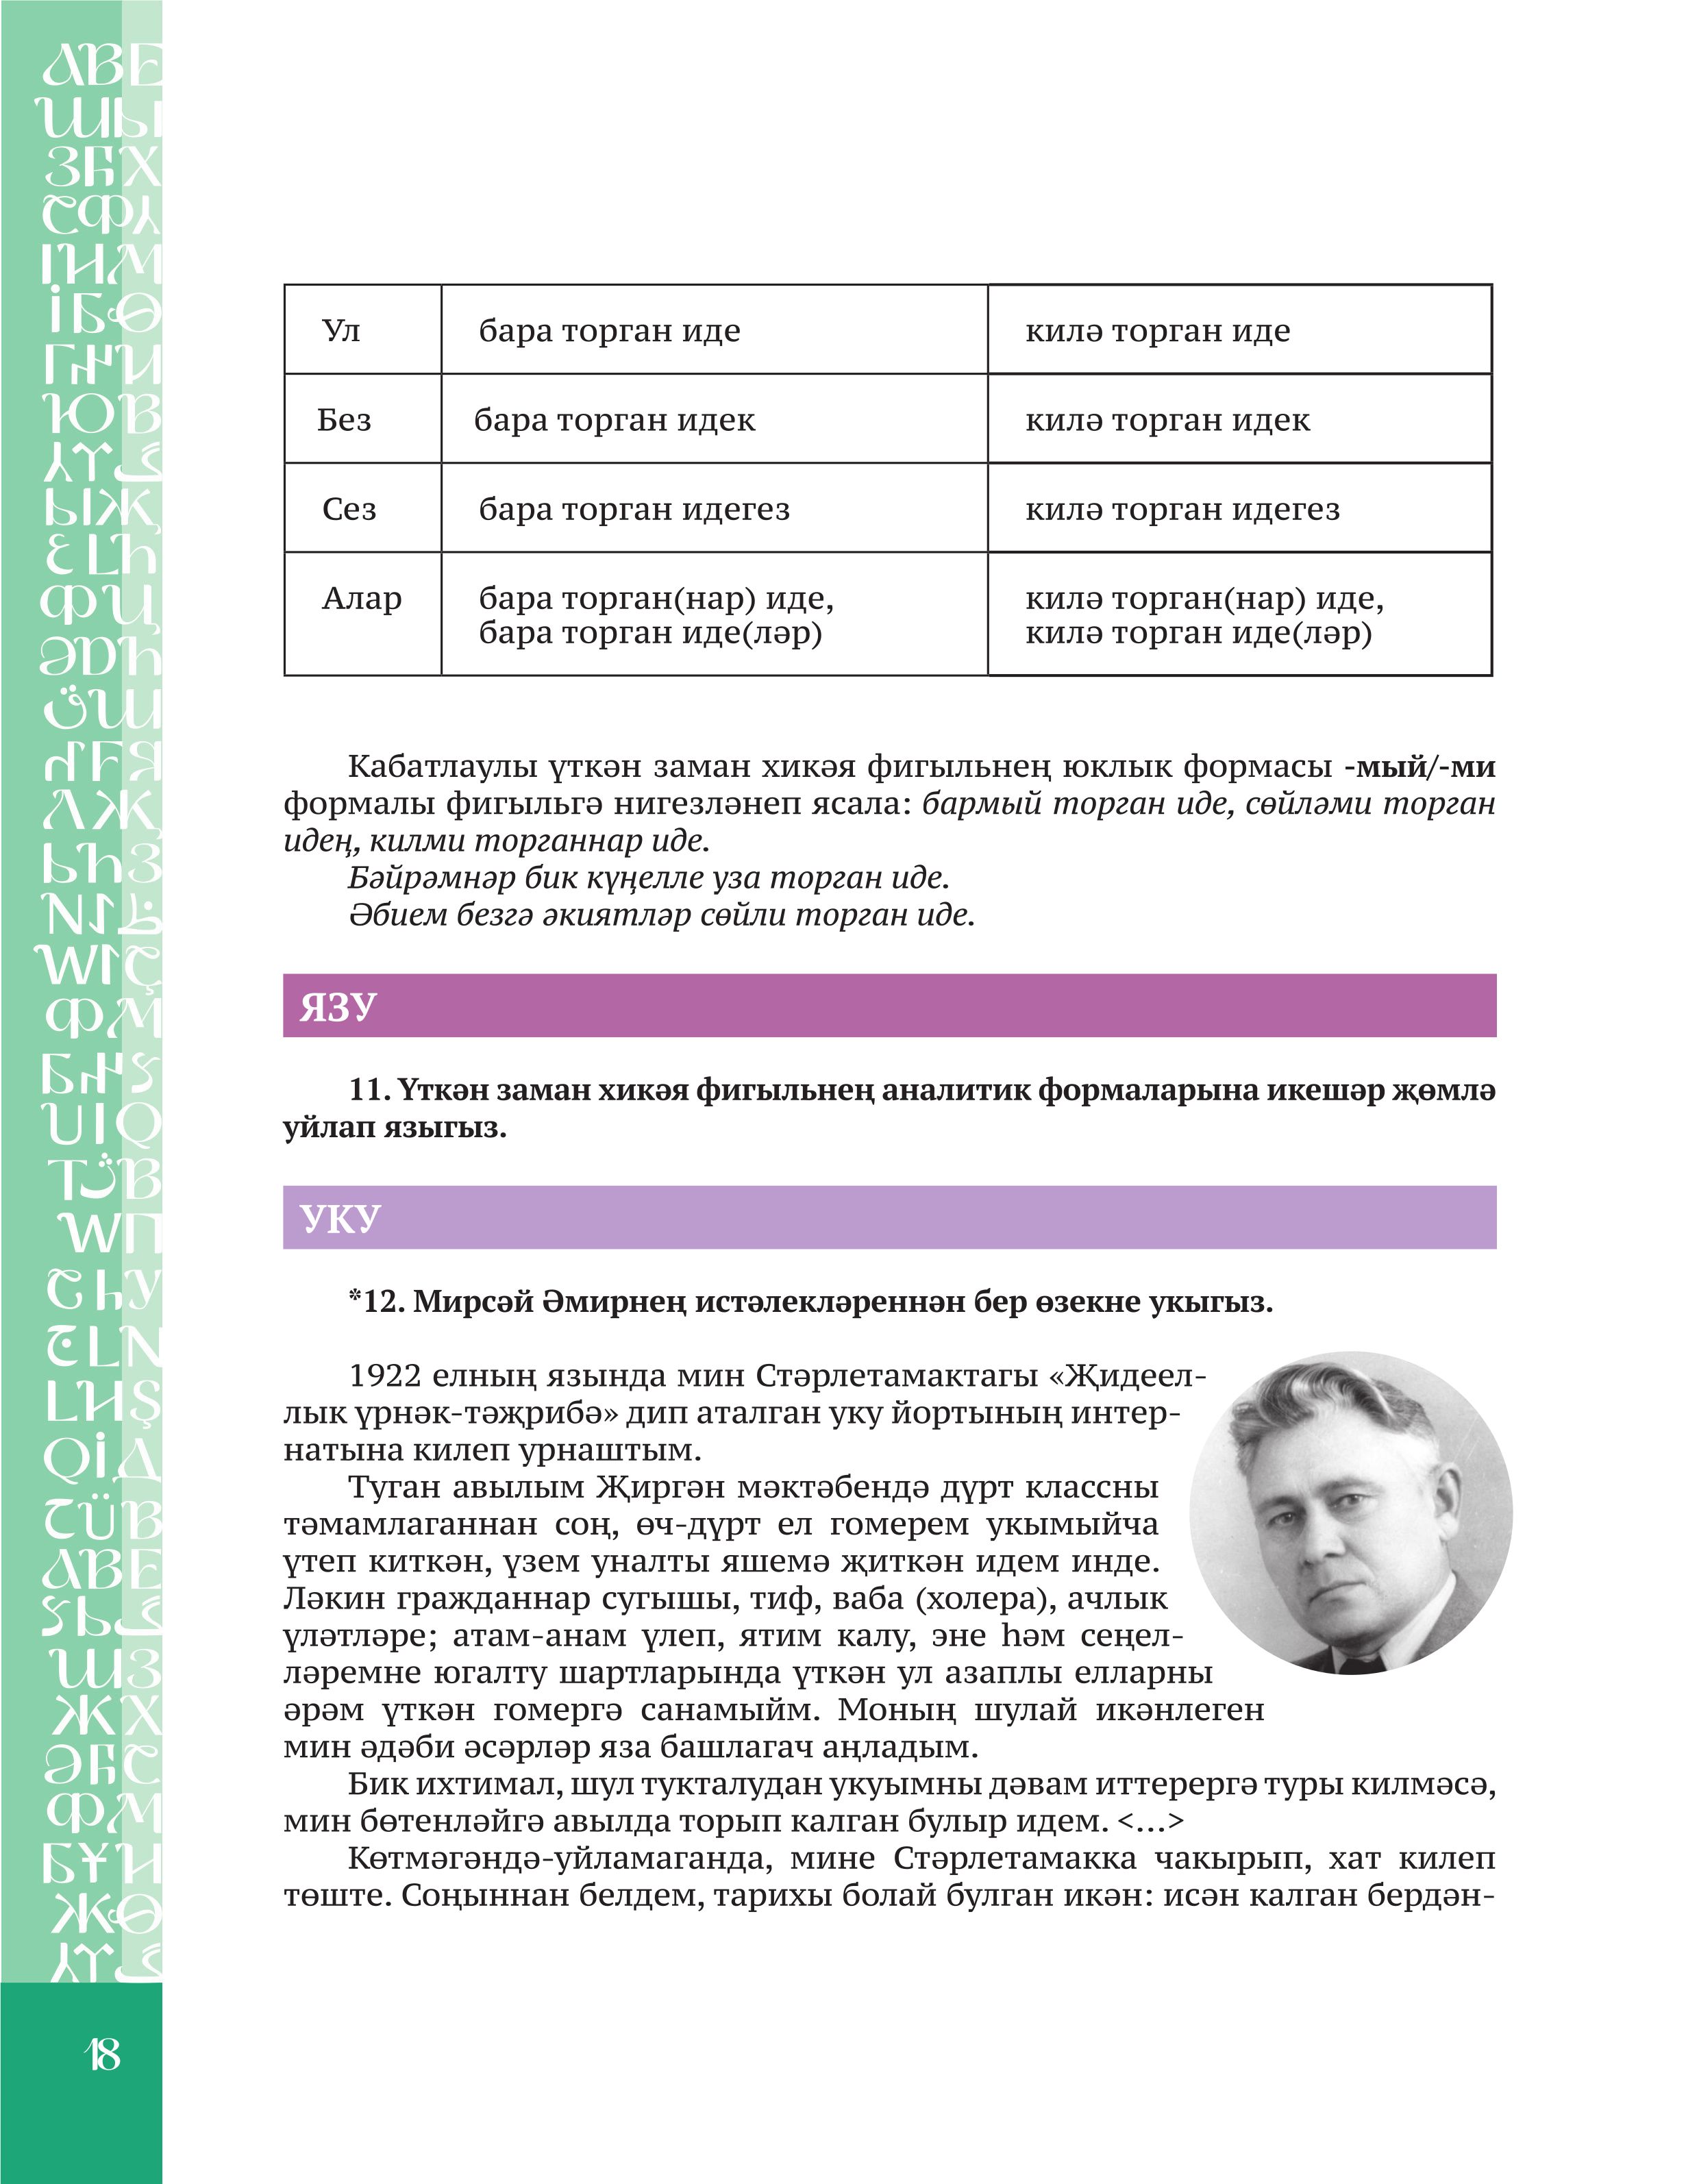 Ул бара торган иде килә торган иде
Без бара торган идек килә торган идек
Сез бара торган идегез килә торган идегез
Алар бара торган(нар) иде, килә торган(нар) иде,
бара торган иде(ләр) килә торган иде(ләр)
Кабатлаулы үткән заман хикәя фигыльнең юклык формасы -мый/-ми
формалы фигыльгә нигезләнеп ясала: бармый торган иде, сөйләми торган
идең, килми торганнар иде.
Бәйрәмнәр бик күңелле уза торган иде.
Әбием безгә әкиятләр сөйли торган иде.
ЯЗУ
11. Үткән заман хикәя фигыльнең аналитик формаларына икешәр җөмлә
уйлап языгыз.
УКУ
*12. Мирсәй Әмирнең истәлекләреннән бер өзекне укыгыз.
1922 елның язында мин Стәрлетамактагы «Җидеел-
лык үрнәк-тәҗрибә» дип аталган уку йортының интер-
натына килеп урнаштым.
Туган авылым Җиргән мәктәбендә дүрт классны
тәмамлаганнан соң, өч-дүрт ел гомерем укымыйча
үтеп киткән, үзем уналты яшемә җиткән идем инде.
Ләкин гражданнар сугышы, тиф, ваба (холера), ачлык
үләтләре; атам-анам үлеп, ятим калу, эне һәм сеңел-
ләремне югалту шартларында үткән ул азаплы елларны
әрәм үткән гомергә санамыйм. Моның шулай икәнлеген
мин әдәби әсәрләр яза башлагач аңладым.
Бик ихтимал, шул тукталудан укуымны дәвам иттерергә туры килмәсә,
мин бөтенләйгә авылда торып калган булыр идем. <...>
Көтмәгәндә-уйламаганда, мине Стәрлетамакка чакырып, хат килеп
төште. Соңыннан белдем, тарихы болай булган икән: исән калган бердән-
18